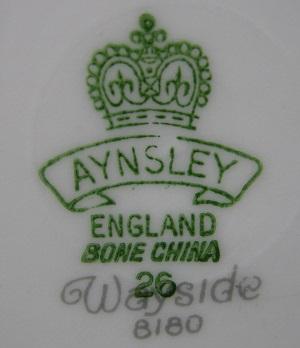 AYNSLEY
ENGLAND
BONE CHINA
26
Wayside
8180